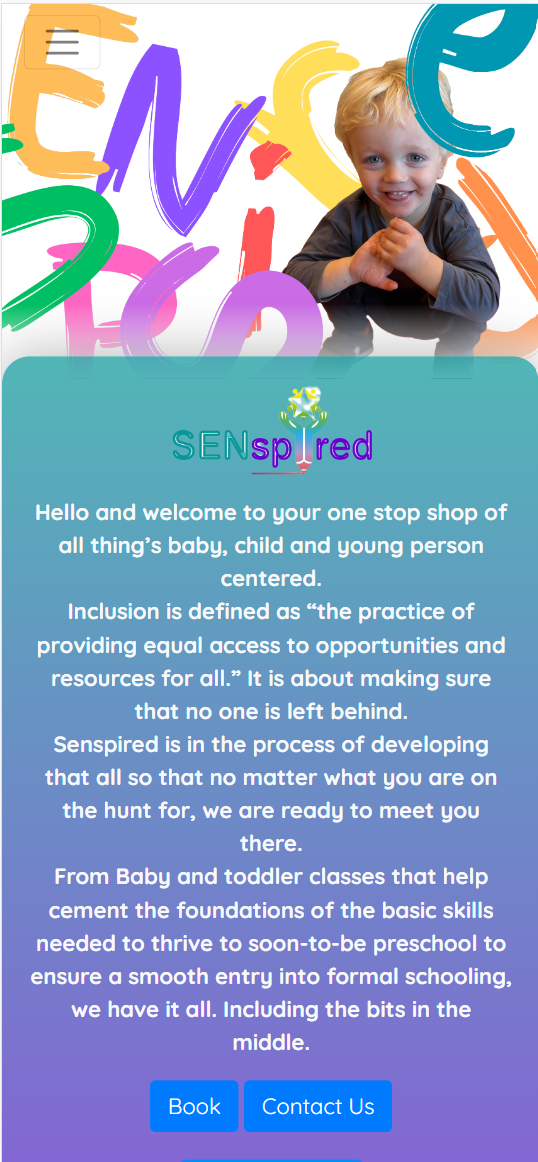 SENspired
Hello and welcome to your one stop shop of
all thing’s baby, child and young person
centered.
Inclusion is defined as “the practice of
providing equal access to opportunities and
resources for all.” It is about making sure
that no one is left behind.
Senspired is in the process of developing
that all so that no matter what you are on
the hunt for, we are ready to meet you
there.
From Baby and toddler classes that help
cement the foundations of the basic skills
needed to thrive to soon-to-be preschool to
ensure a smooth entry into formal schooling,
we have it all. Including the bits in the
middle.
Book
Contact Us